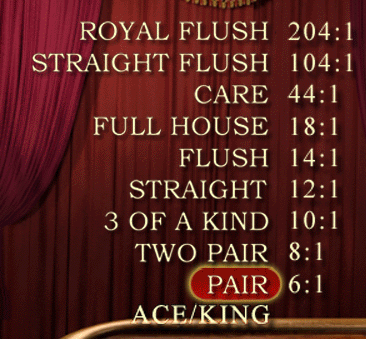 ROYAL FLUSH 204:1
STRAIGHT FLUSH 104:1
CARE 44:1
FULL HOUSE 18:1
FLUSH 14:1
STRAIGHT 12:1
3 OF A KIND 10:1
TWO PAIR 8:1
PAIR 6:1
ACE/KING